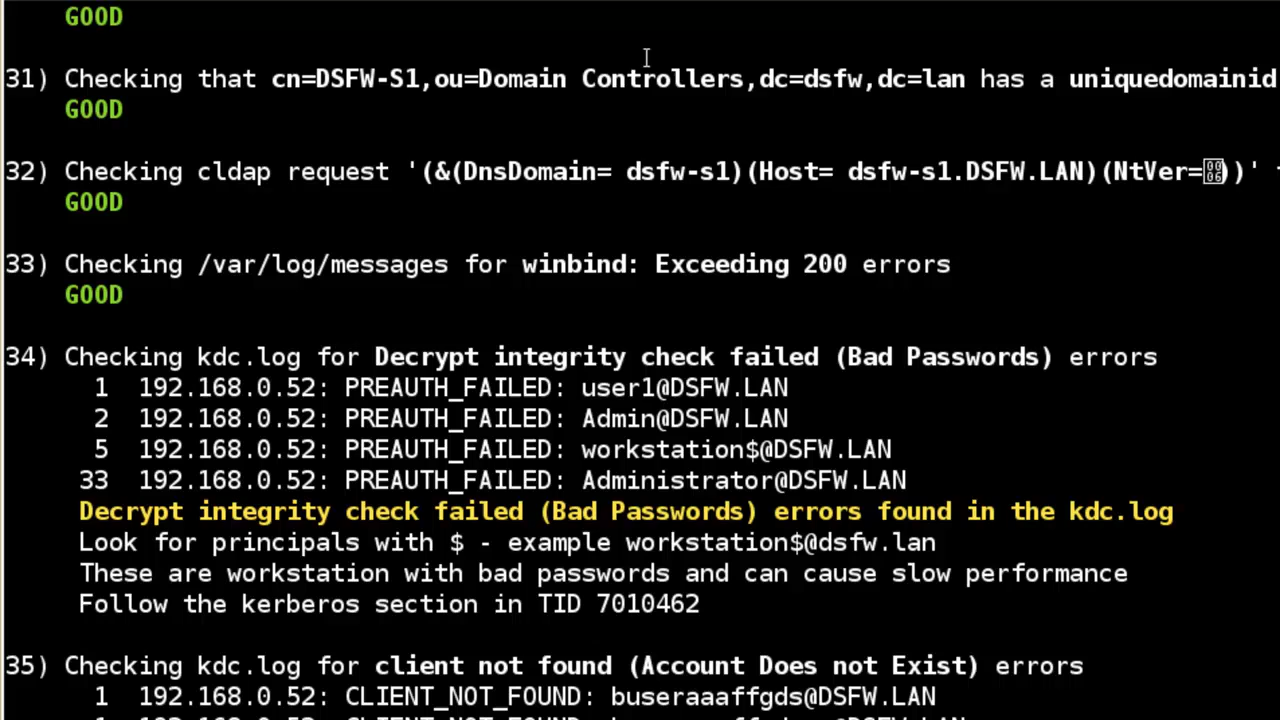 GOOD
31) Checking that cn=DSFW-S1,ou=Domain Controllers,dc=dsfw,dc=lan has a uniquedomainid
GOOD
32) Checking cldap request '(&(DnsDomain= dsfw-s1)(Host= dsfw-s1.DSFW.LAN)(NtVer=))'
GOOD
33) Checking /var/log/messages for winbind: Exceeding 200 errors
GOOD
34) Checking kdc.log for Decrypt integrity check failed (Bad Passwords) errors
1 192.168.0.52: PREAUTH_FAILED: user1@DSFW.LAN
2 192.168.0.52: PREAUTH_FAILED: Admin@DSFW.LAN
5 192.168.0.52: PREAUTH_FAILED: workstation$@DSFW.LAN
33 192.168.0.52: PREAUTH_FAILED: Administrator@DSFW.LAN
Decrypt integrity check failed (Bad Passwords) errors found in the kdc.log
Look for principals with $ - example workstation$@dsfw.lan
These are workstation with bad passwords and can cause slow performance
Follow the kerberos section in TID 7010462
35) Checking kdc.log for client not found (Account Does not Exist) errors
1 192.168.0.52: CLIENT_NOT_FOUND: buseraaaffgds@DSFW.LAN